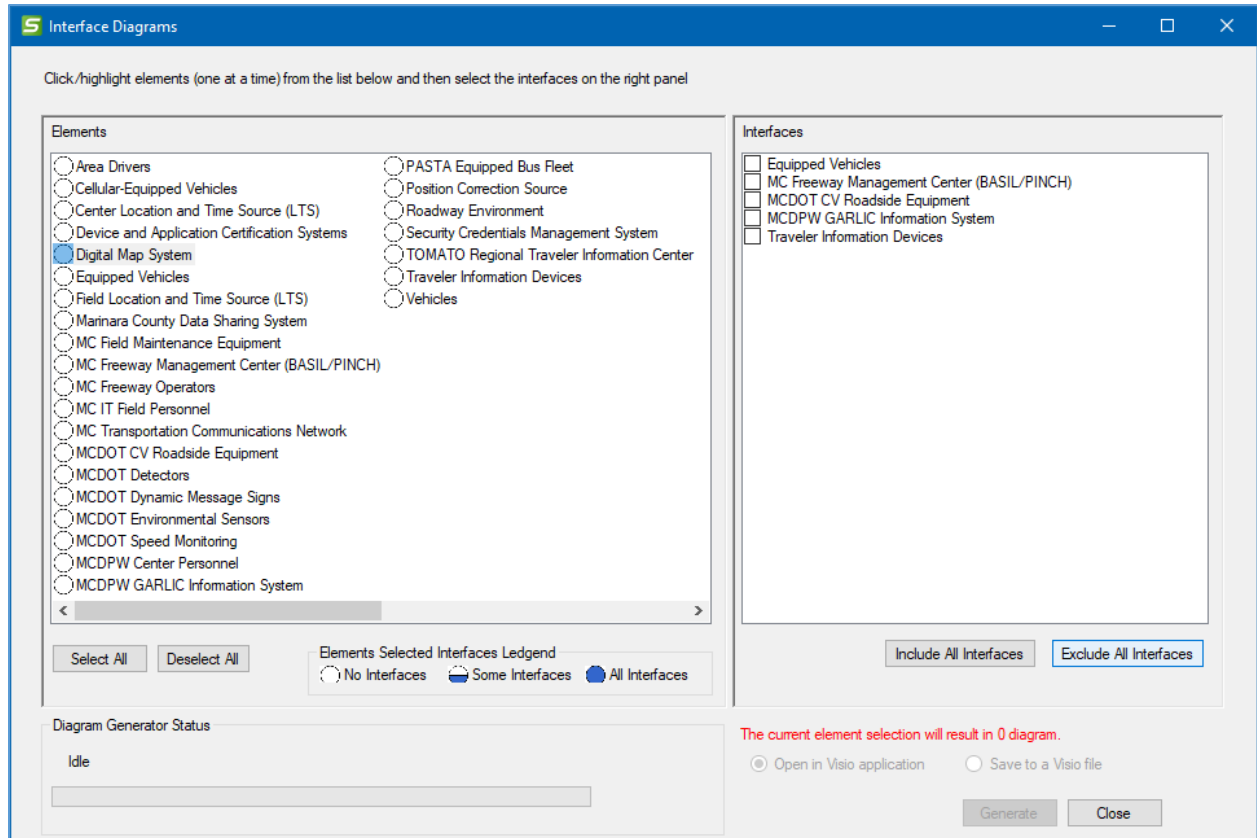 Interface Diagrams
Click/highlight elements (one at a time) from the list below and then select the interfaces on the right panel
Elements
Area Drivers
Cellular-Equipped Vehicles
Center Location and Time Source (LTS)
Device and Application Certification Systems
Digital Map System
Equipped Vehicles
Field Location and Time Source (LTS)
Marinara County Data Sharing System
MC Field Maintenance Equipment
MC Freeway Management Center (BASIL/PINCH)
MC Freeway Operators
MC IT Field Personnel
MC Transportation Communications Network
MCDOT CV Roadside Equipment
MCDOT Detectors
MCDOT Dynamic Message Signs
MCDOT Environmental Sensors
MCDOT Speed Monitoring
MCDPW Center Personnel
MCDPW GARLIC Information System
PASTA Equipped Bus Fleet
Position Correction Source
Roadway Environment
Security Credentials Management System
TOMATO Regional Traveler Information Center
Traveler Information Devices
Vehicles
Select All
Deselect All
Elements Selected Interfaces Ledgend
No Interfaces
Some Interfaces
All Interfaces
Interfaces
Equipped Vehicles
MC Freeway Management Center (BASIL/PINCH)
MCDOT CV Roadside Equipment
MCDPW GARLIC Information System
Traveler Information Devices
Include All Interfaces
Exclude All Interfaces
Diagram Generator Status
Idle
The current element selection will result in 0 diagram.
Open in Visio application
Save to a Visio file
Generate
Close